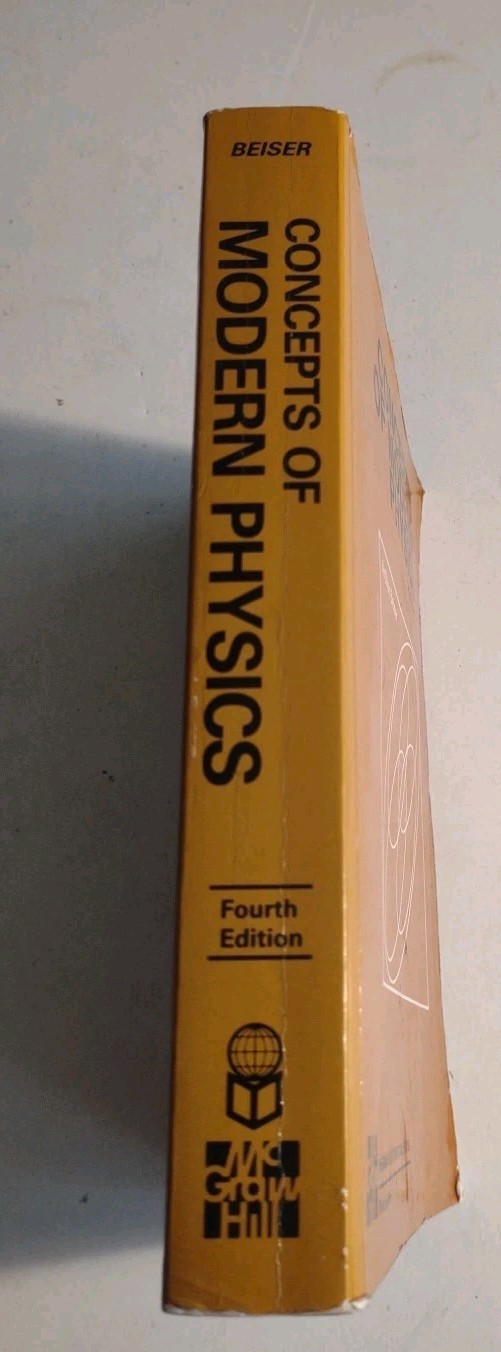 BEISER
CONCEPTS OF
MODERN PHYSICS
Fourth
Edition
Mc
Graw
Hill